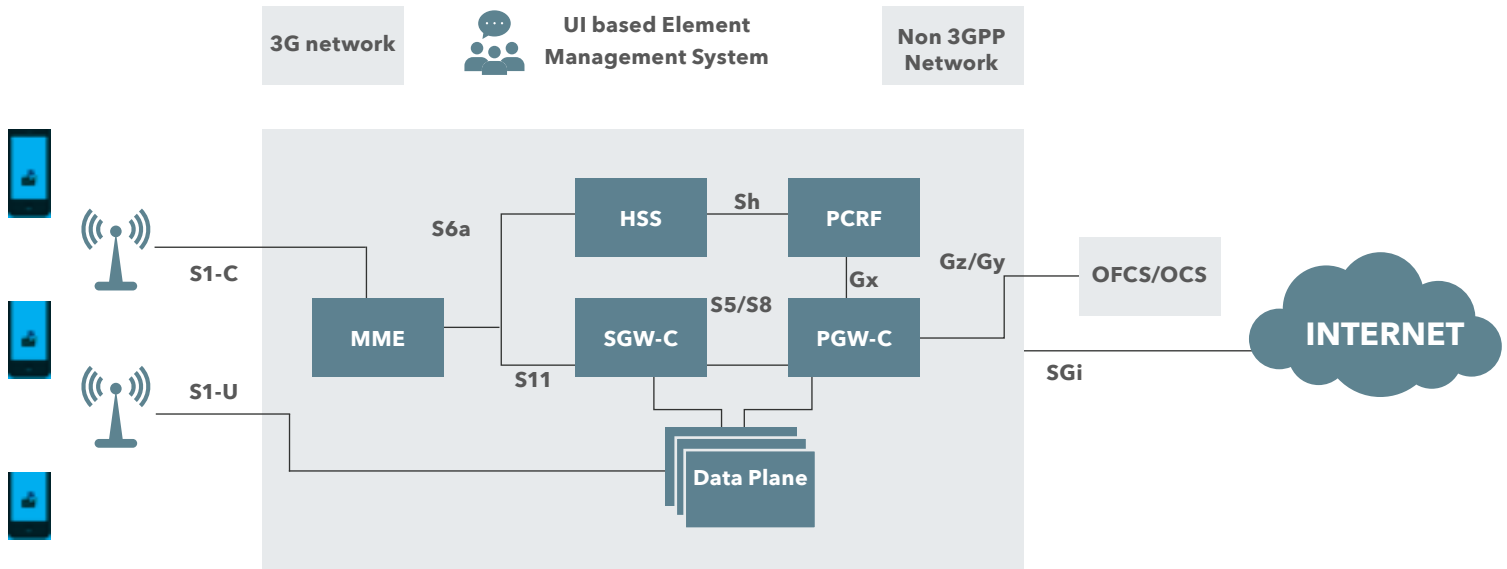 3G network
UI based Element
Management System
Non 3GPP
Network
HSS
Sh
PCRF
S6a
S1-C
Gx
Gz/Gy
OFCS/OCS
S5/S8
MME
SGW-C
PGW-C
INTERNET
S11
SGi
S1-U
Data Plane